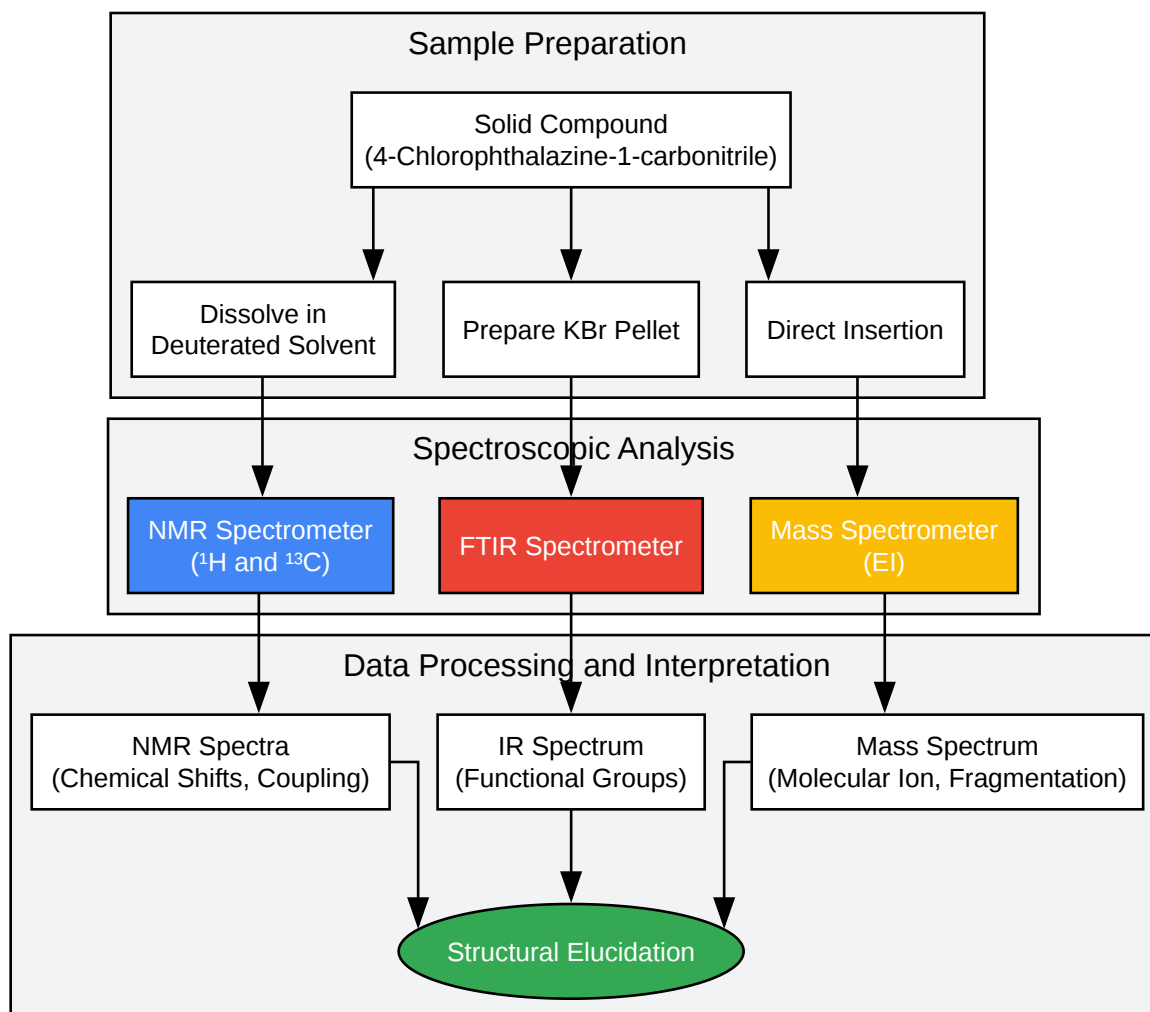 Sample Preparation
Solid Compound
(4-Chlorophthalazine-1-carbonitrile)
Dissolve in
Deuterated Solvent
Prepare KBr Pellet
Direct Insertion
Spectroscopic Analysis
NMR Spectrometer
(¹H and ¹³C)
FTIR Spectrometer
Mass Spectrometer
(EI)
Data Processing and Interpretation
NMR Spectra
(Chemical Shifts, Coupling)
IR Spectrum
(Functional Groups)
Mass Spectrum
(Molecular Ion, Fragmentation)
Structural Elucidation